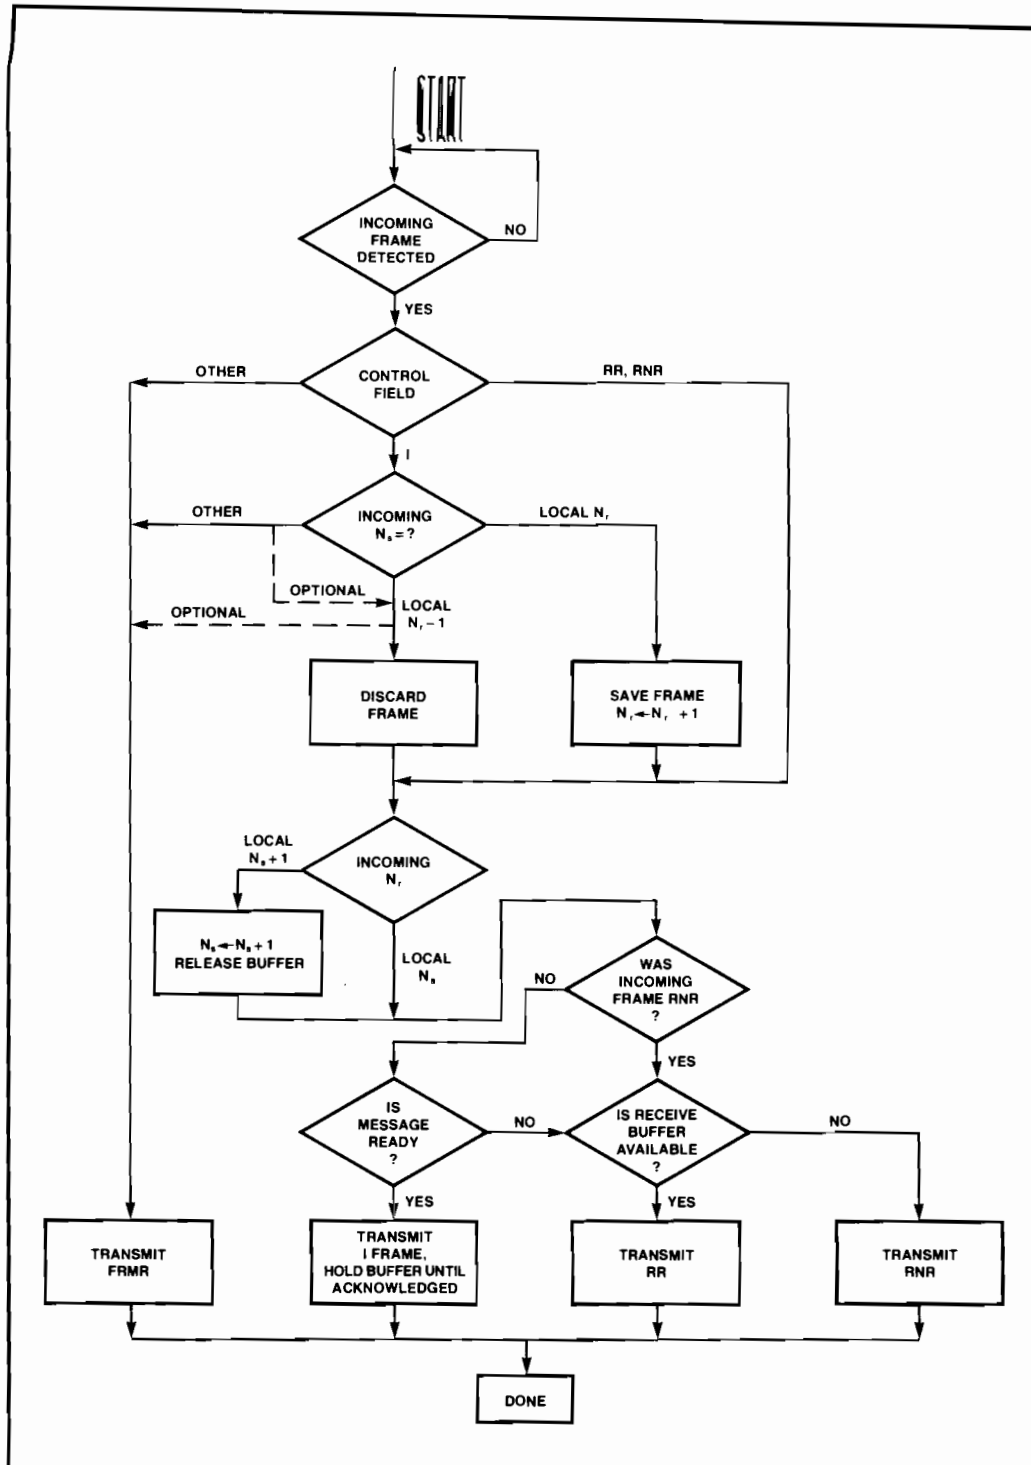 START
INCOMING
FRAME
DETECTED
NO
YES
OTHER
CONTROL
FIELD
RR, RNR
I
OTHER
INCOMING
Nₛ=?
LOCAL Nᵣ
OPTIONAL
OPTIONAL
LOCAL
Nᵣ-1
DISCARD
FRAME
SAVE FRAME
Nᵣ←Nᵣ +1
LOCAL
Nₛ+1
INCOMING
Nᵣ
Nₛ←Nₛ+1
RELEASE BUFFER
LOCAL
Nₛ
NO
WAS
INCOMING
FRAME RNR
?
YES
IS
MESSAGE
READY
?
NO
IS RECEIVE
BUFFER
AVAILABLE
?
NO
YES
YES
TRANSMIT
FRMR
TRANSMIT
I FRAME,
HOLD BUFFER UNTIL
ACKNOWLEDGED
TRANSMIT
RR
TRANSMIT
RNR
DONE